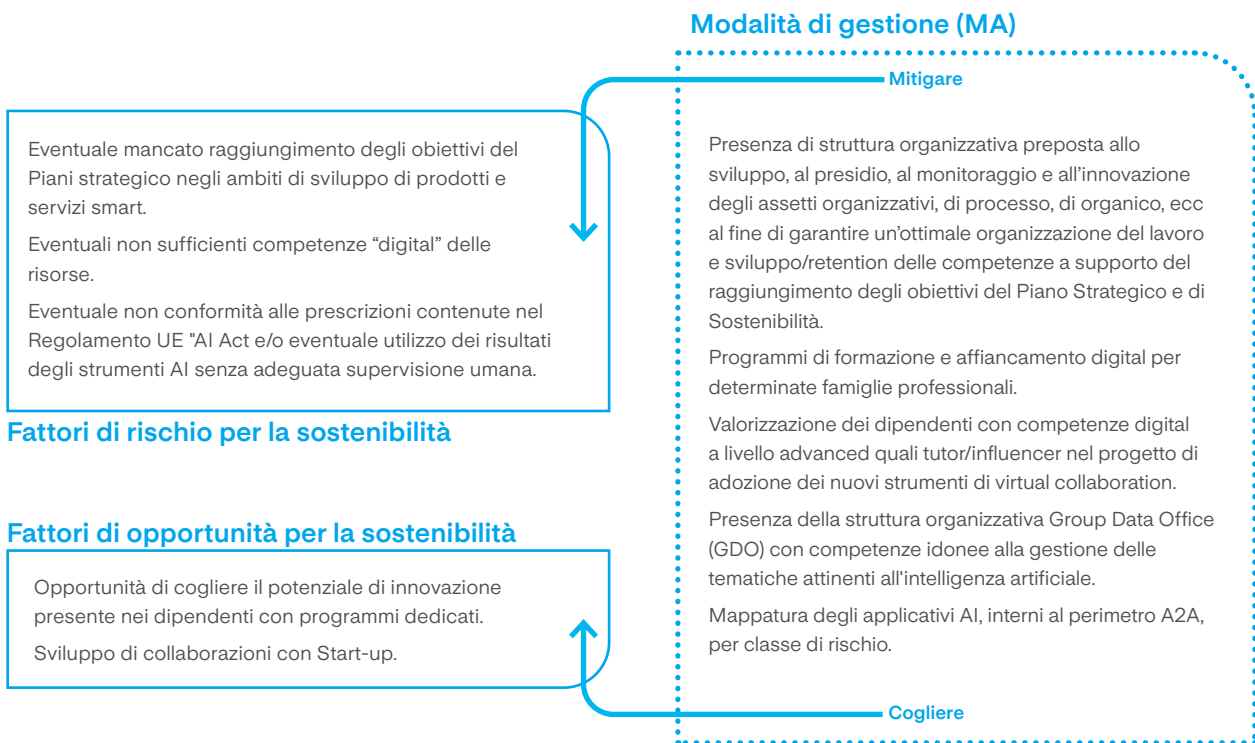 Modalità di gestione (MA)
Mitigare
Eventuale mancato raggiungimento degli obiettivi del
Piani strategico negli ambiti di sviluppo di prodotti e
servizi smart.
Eventuali non sufficienti competenze “digital” delle
risorse.
Eventuale non conformità alle prescrizioni contenute nel
Regolamento UE "AI Act e/o eventuale utilizzo dei risultati
degli strumenti AI senza adeguata supervisione umana.
Fattori di rischio per la sostenibilità
Fattori di opportunità per la sostenibilità
Opportunità di cogliere il potenziale di innovazione
presente nei dipendenti con programmi dedicati.
Sviluppo di collaborazioni con Start-up.
Presenza di struttura organizzativa preposta allo
sviluppo, al presidio, al monitoraggio e all’innovazione
degli assetti organizzativi, di processo, di organico, ecc
al fine di garantire un’ottimale organizzazione del lavoro
e sviluppo/retention delle competenze a supporto del
raggiungimento degli obiettivi del Piano Strategico e di
Sostenibilità.
Programmi di formazione e affiancamento digital per
determinate famiglie professionali.
Valorizzazione dei dipendenti con competenze digital
a livello advanced quali tutor/influencer nel progetto di
adozione dei nuovi strumenti di virtual collaboration.
Presenza della struttura organizzativa Group Data Office
(GDO) con competenze idonee alla gestione delle
tematiche attinenti all'intelligenza artificiale.
Mappatura degli applicativi AI, interni al perimetro A2A,
per classe di rischio.
Cogliere